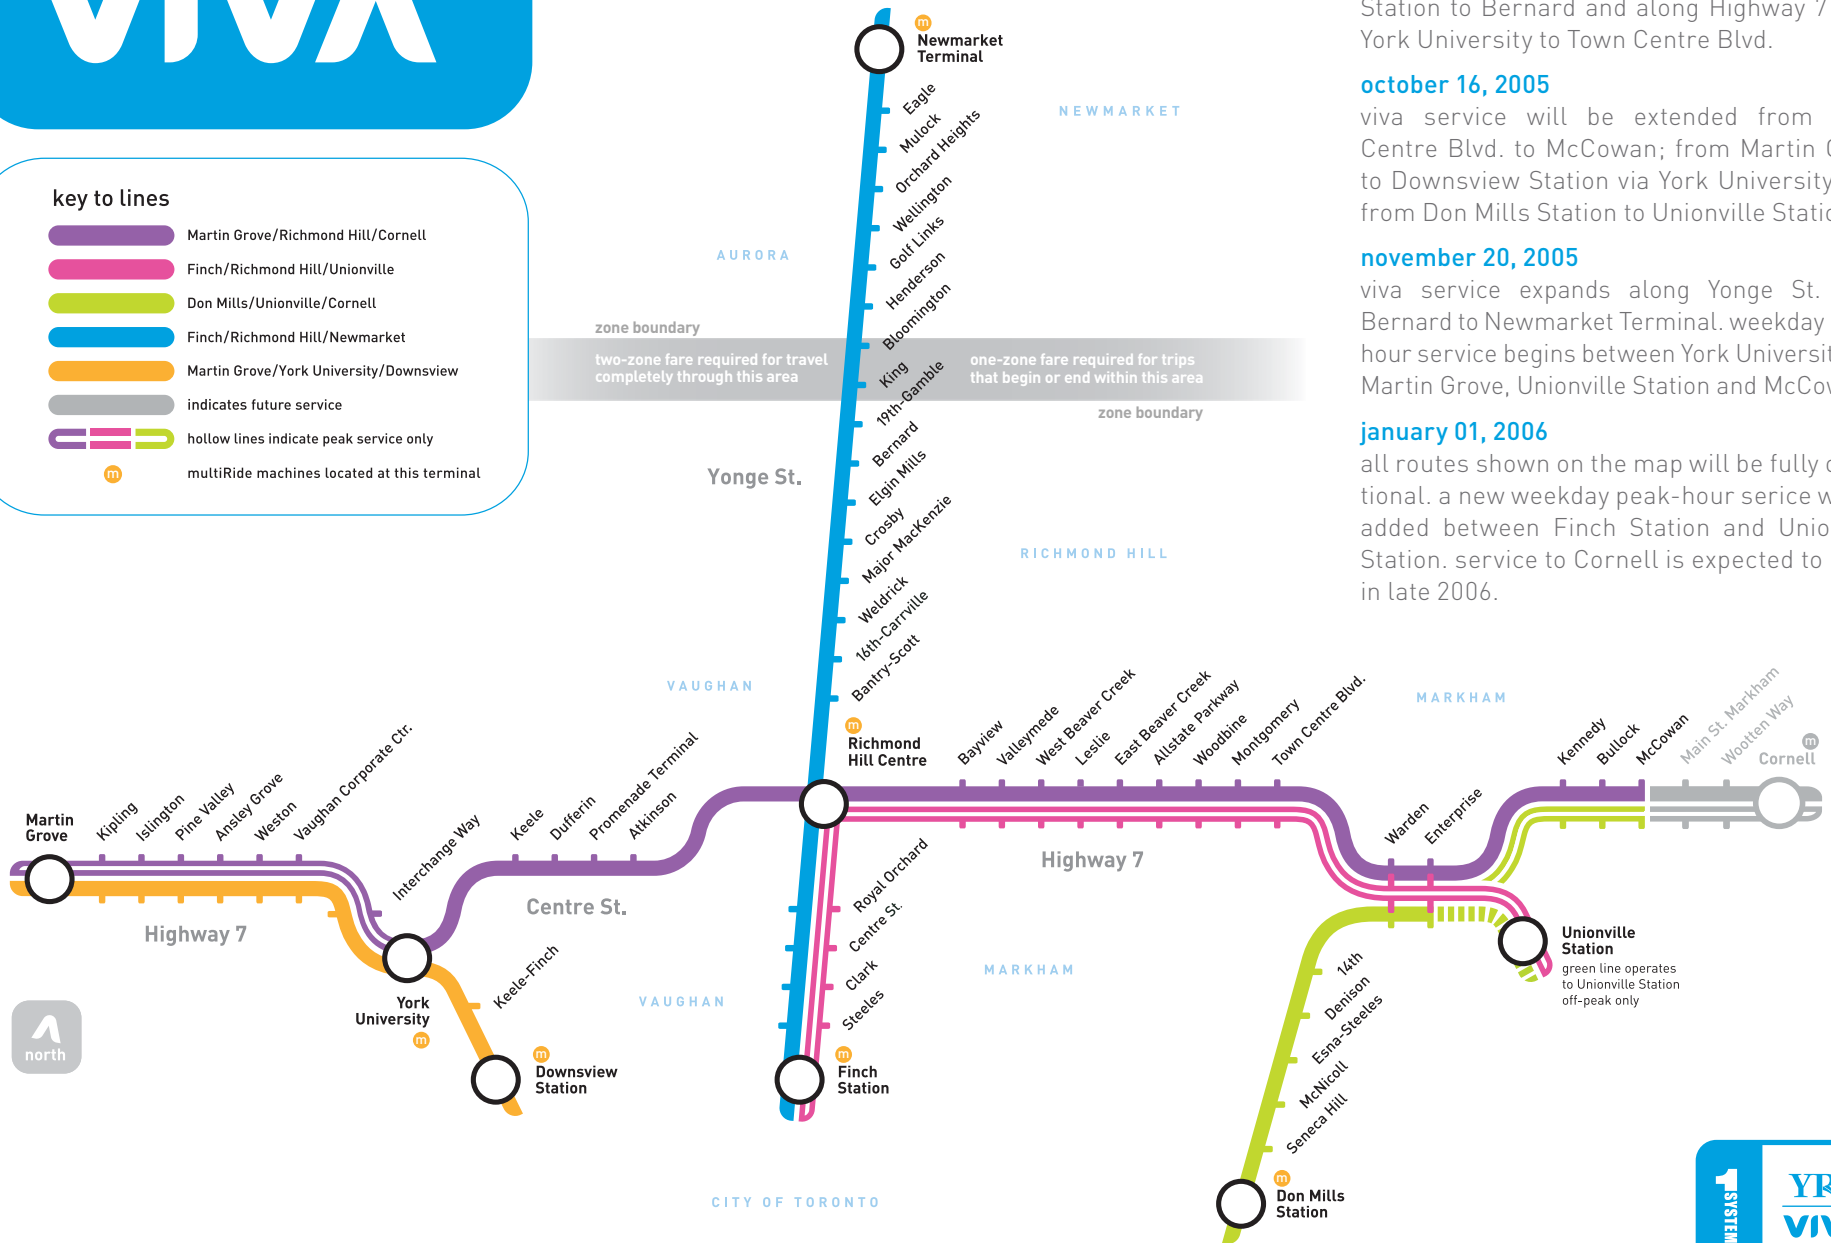 VIVA
key to lines
Martin Grove/Richmond Hill/Cornell
Finch/Richmond Hill/Unionville
Don Mills/Unionville/Cornell
Finch/Richmond Hill/Newmarket
Martin Grove/York University/Downsview
indicates future service
hollow lines indicate peak service only
m
multiRide machines located at this terminal
m
Newmarket
Terminal
Eagle
Mulock
Orchard Heights
Wellington
Golf Links
Henderson
Bloomington
King
19th-Gamble
Bernard
Elgin Mills
Crosby
Major MacKenzie
Weldrick
16th-Carrville
Bantry-Scott
NEWMARKET
AURORA
zone boundary
two-zone fare required for travel
completely through this area
one-zone fare required for trips
that begin or end within this area
zone boundary
Yonge St.
RICHMOND HILL
VAUGHAN
MARKHAM
Station to Bernard and along Highway 7
York University to Town Centre Blvd.
october 16, 2005
viva service will be extended from
Centre Blvd. to McCowan; from Martin
to Downsview Station via York University
from Don Mills Station to Unionville
november 20, 2005
viva service expands along Yonge St.
Bernard to Newmarket Terminal. weekday
hour service begins between York
Martin Grove, Unionville Station and
january 01, 2006
all routes shown on the map will be fully
tional. a new weekday peak-hour serice
added between Finch Station and
Station. service to Cornell is expected to
in late 2006.
m
Richmond
Hill Centre
Martin
Grove
Kipling
Islington
Pine Valley
Ansley Grove
Weston
Vaughan Corporate Ctr.
Interchange Way
Keele
Dufferin
Promenade Terminal
Atkinson
Bayview
Valleymede
West Beaver Creek
Leslie
East Beaver Creek
Allstate Parkway
Woodbine
Montgomery
Town Centre Blvd.
Warden
Enterprise
Kennedy
Bullock
McCowan
Main St. Markham
Wootten Way
m
Cornell
Highway 7
Centre St.
Highway 7
Royal Orchard
Centre St.
Clark
Steeles
Keele-Finch
York
University
m
m
Downsview
Station
m
Finch
Station
VAUGHAN
MARKHAM
Unionville
Station
green line operates
to Unionville Station
off-peak only
14th
Denison
Esna-Steeles
McNicoll
Seneca Hill
m
Don Mills
Station
north
CITY OF TORONTO
1
SYSTEM